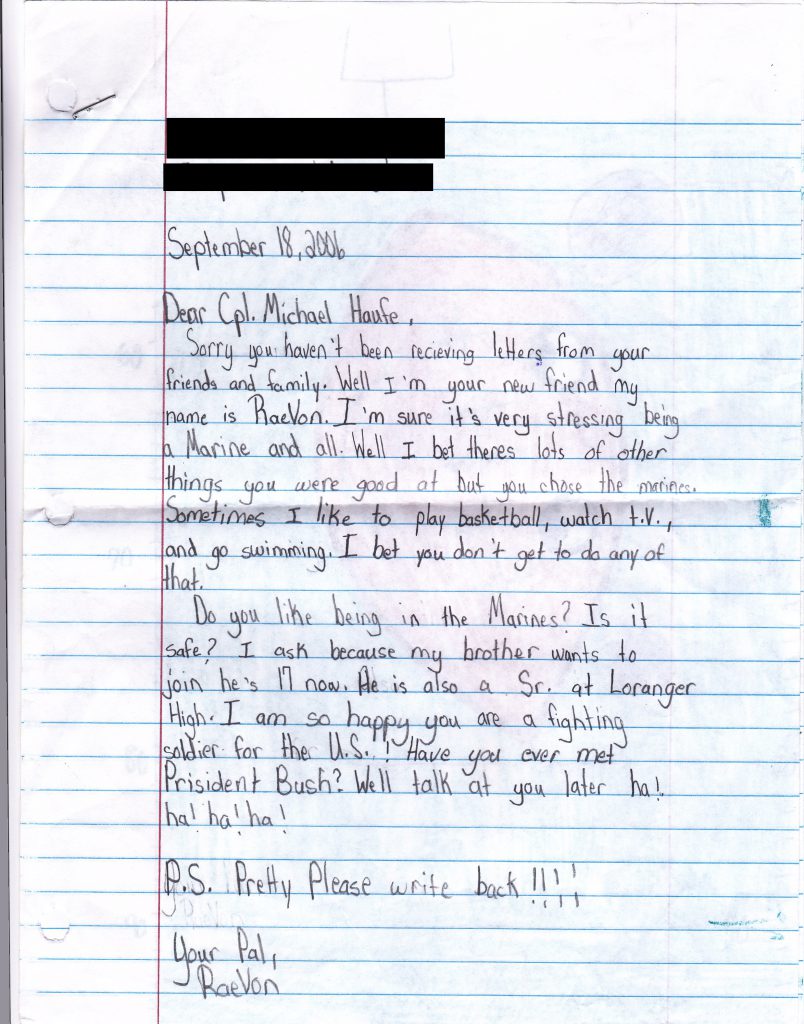 September 18, 2006
Dear Cpl. Michael Haufe,
Sorry you haven't been recieving letters from your
friends and family. Well I'm your new friend my
name is RaeVon. I'm sure it's very stressing being
a Marine and all. Well I bet theres lots of other
things you were good at but you chose the marines.
Sometimes I like to play basketball, watch t.v.,
and go swimming. I bet you don't get to do any of
that.
Do you like being in the Marines? Is it
safe? I ask because my brother wants to
join he's 17 now. He is also a Sr. at Loranger
High. I am so happy you are a fighting
soldier for the U.S.! Have you ever met
Prisident Bush? Well talk at you later ha!
ha! ha! ha!
P.S. Pretty Please write back !!!!!
Your Pal,
RaeVon